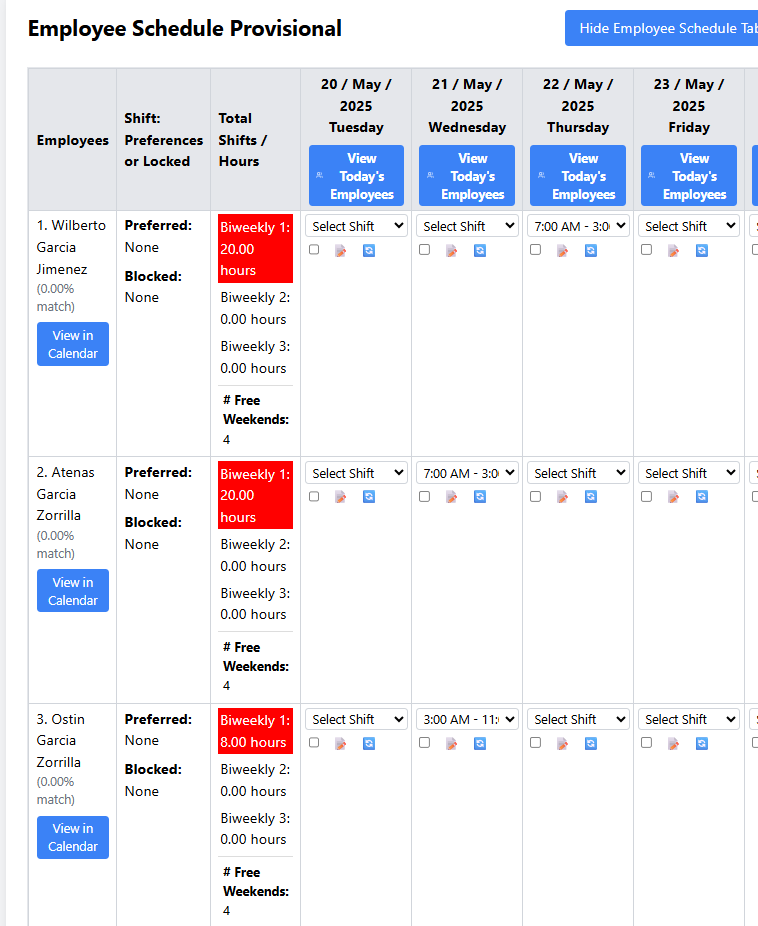 Employee Schedule Provisional
Hide Employee Schedule
Employees
Shift:
Preferences
or Locked
Total
Shifts /
Hours
20 / May /
2025
Tuesday
View
Today's
Employees
21 / May /
2025
Wednesday
View
Today's
Employees
22 / May /
2025
Thursday
View
Today's
Employees
23 / May /
2025
Friday
View
Today's
Employees
1. Wilberto
Garcia
Jimenez
(0.00%
match)
View in
Calendar
Preferred:
None
Blocked:
None
Biweekly 1:
20.00
hours
Biweekly 2:
0.00 hours
Biweekly 3:
0.00 hours
# Free
Weekends:
4
Select Shift
Select Shift
7:00 AM - 3:0
Select Shift
2. Atenas
Garcia
Zorrilla
(0.00%
match)
View in
Calendar
Preferred:
None
Blocked:
None
Biweekly 1:
20.00
hours
Biweekly 2:
0.00 hours
Biweekly 3:
0.00 hours
# Free
Weekends:
4
Select Shift
7:00 AM - 3:0
Select Shift
Select Shift
3. Ostin
Garcia
Zorrilla
(0.00%
match)
View in
Calendar
Preferred:
None
Blocked:
None
Biweekly 1:
8.00 hours
Biweekly 2:
0.00 hours
Biweekly 3:
0.00 hours
# Free
Weekends:
4
Select Shift
3:00 AM - 11:
Select Shift
Select Shift